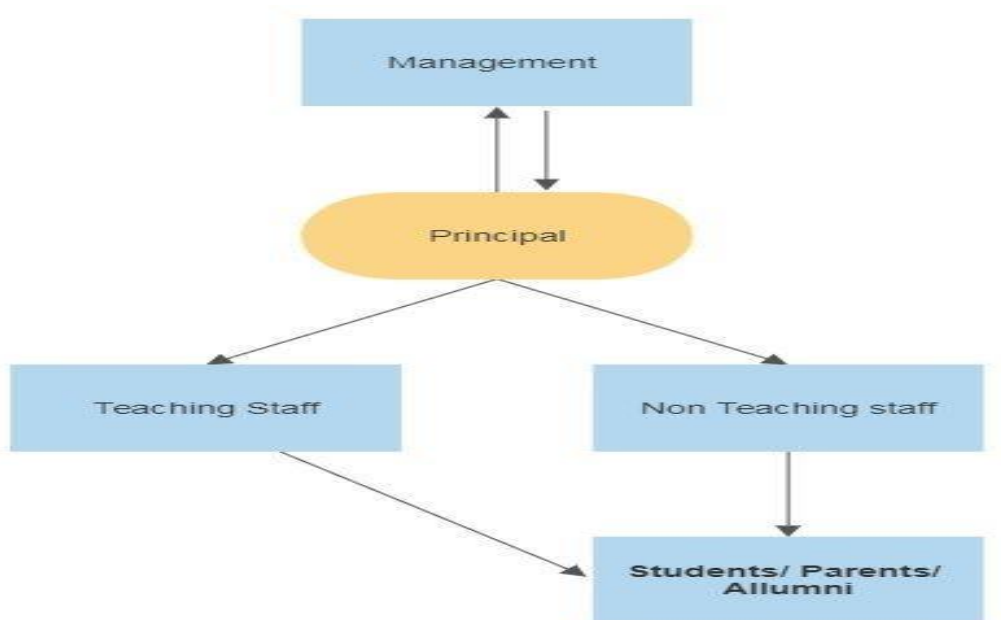 Management
Principal
Teaching Staff
Non Teaching staff
Students/ Parents/
Allumni